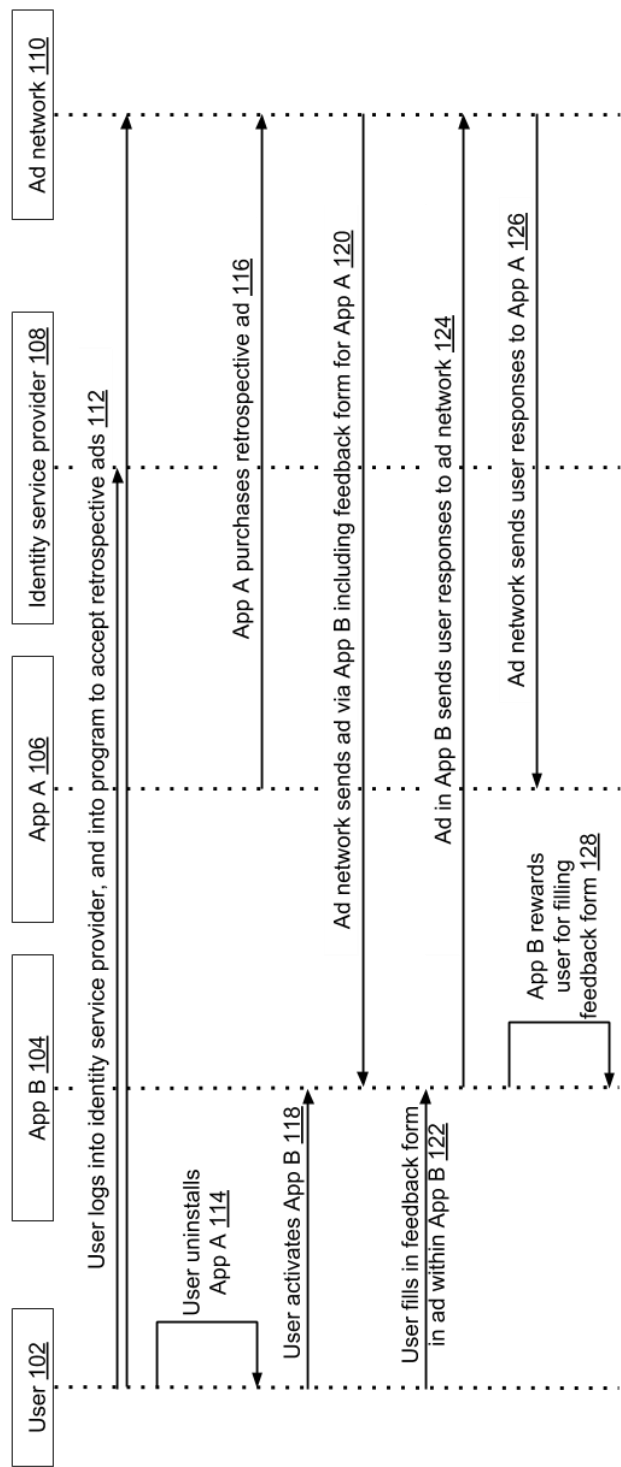 User 102
App B 104
App A 106
Identity service provider 108
Ad network 110
User logs into identity service provider, and into program to accept retrospective ads 112
User uninstalls
App A 114
App A purchases retrospective ad 116
User activates App B 118
Ad network sends ad via App B including feedback form for App A 120
User fills in feedback form
in ad within App B 122
Ad in App B sends user responses to ad network 124
Ad network sends user responses to App A 126
App B rewards
user for filling
feedback form 128